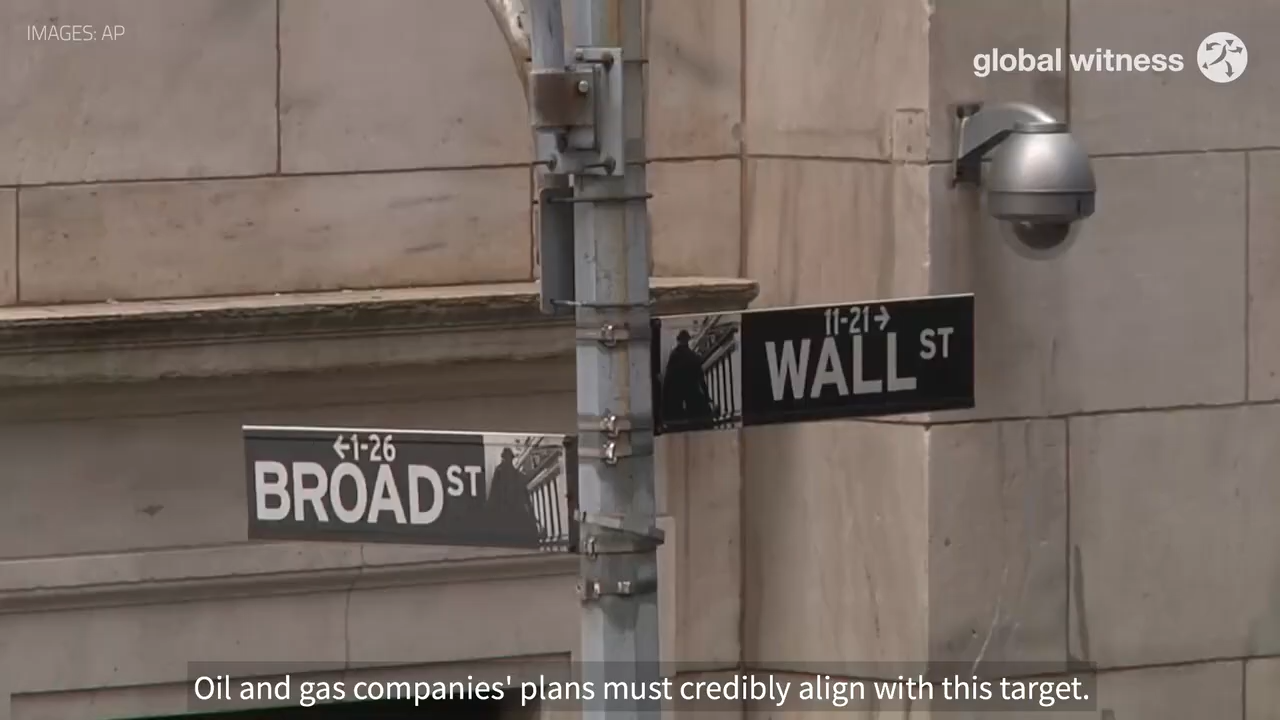 IMAGES: AP
global witness
11-21→
WALL ST
←1-26
BROAD ST
Oil and gas companies' plans must credibly align with this target.